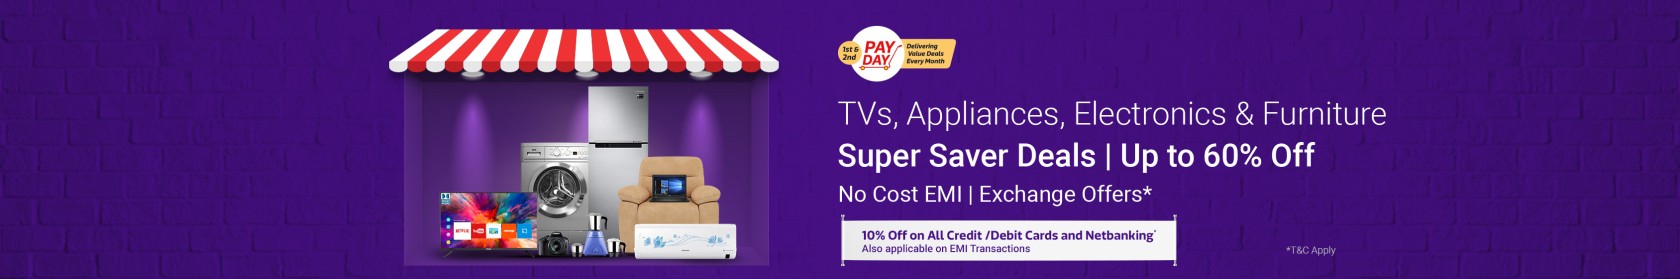 1st &
2nd
PAY
DAY
Delivering
Value Deals
Every Month
TVs, Appliances, Electronics & Furniture
Super Saver Deals | Up to 60% Off
No Cost EMI | Exchange Offers*
10% Off on All Credit /Debit Cards and Netbanking*
Also applicable on EMI Transactions
*T&C Apply
NETFLIX